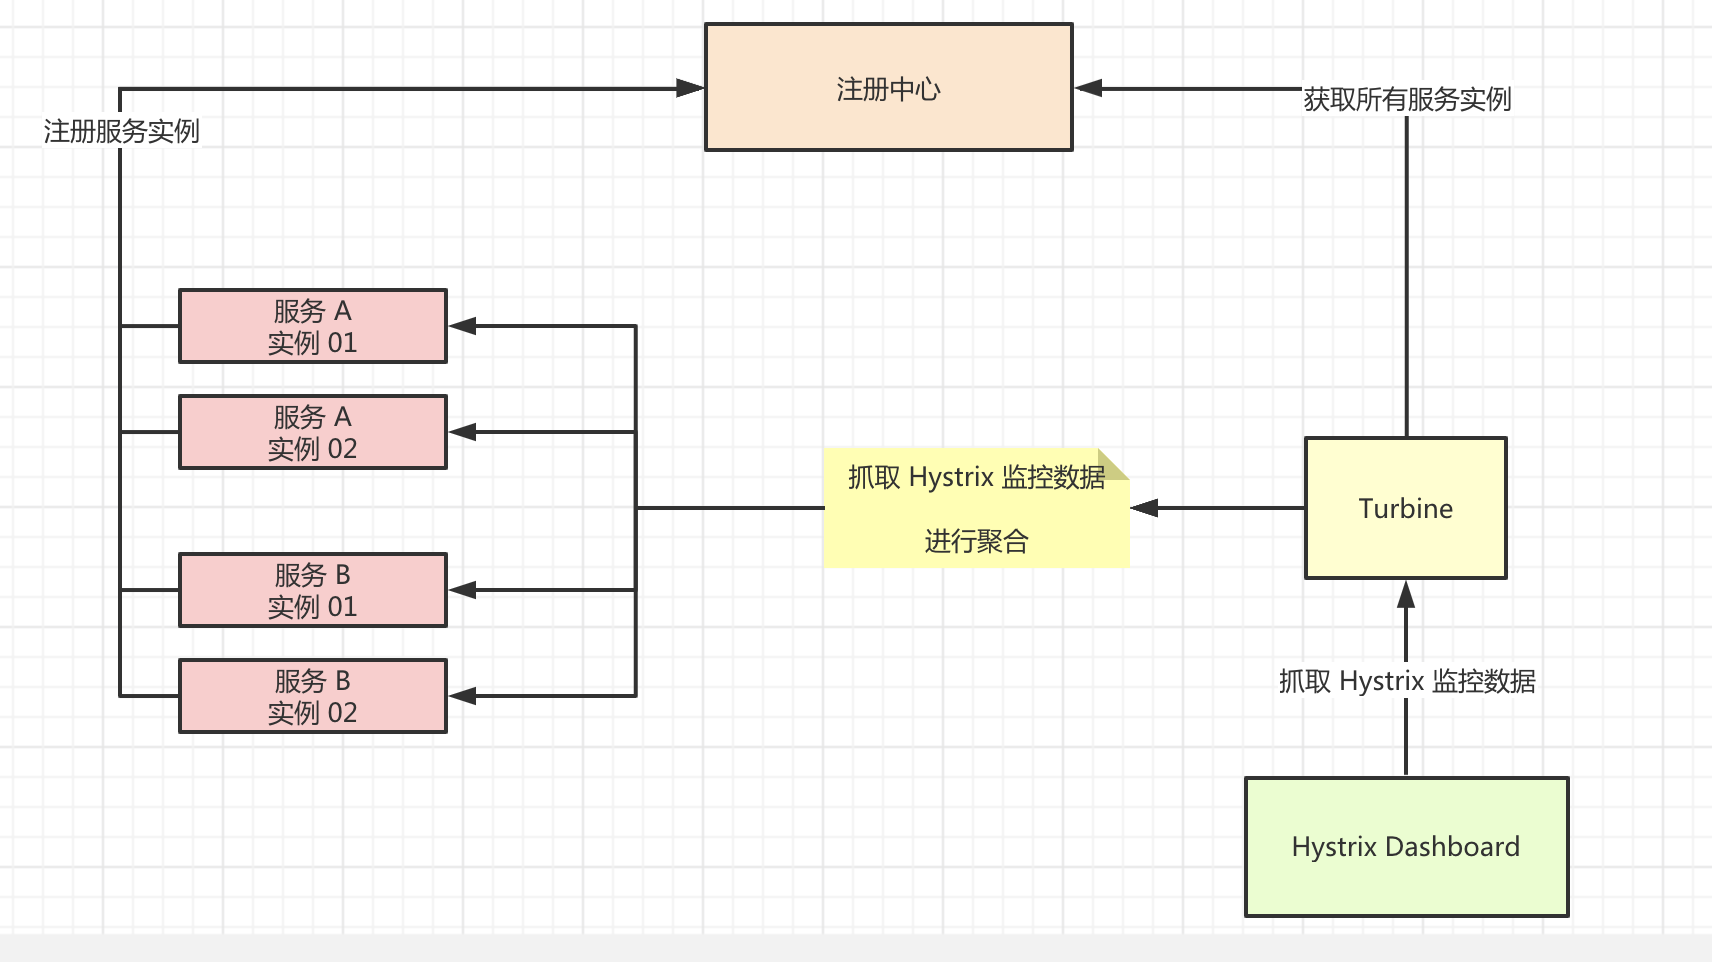 注册中心
获取所有服务实例
注册服务实例
服务 A
实例 01
服务 A
实例 02
抓取 Hystrix 监控数据
进行聚合
Turbine
服务 B
实例 01
服务 B
实例 02
抓取 Hystrix 监控数据
Hystrix Dashboard